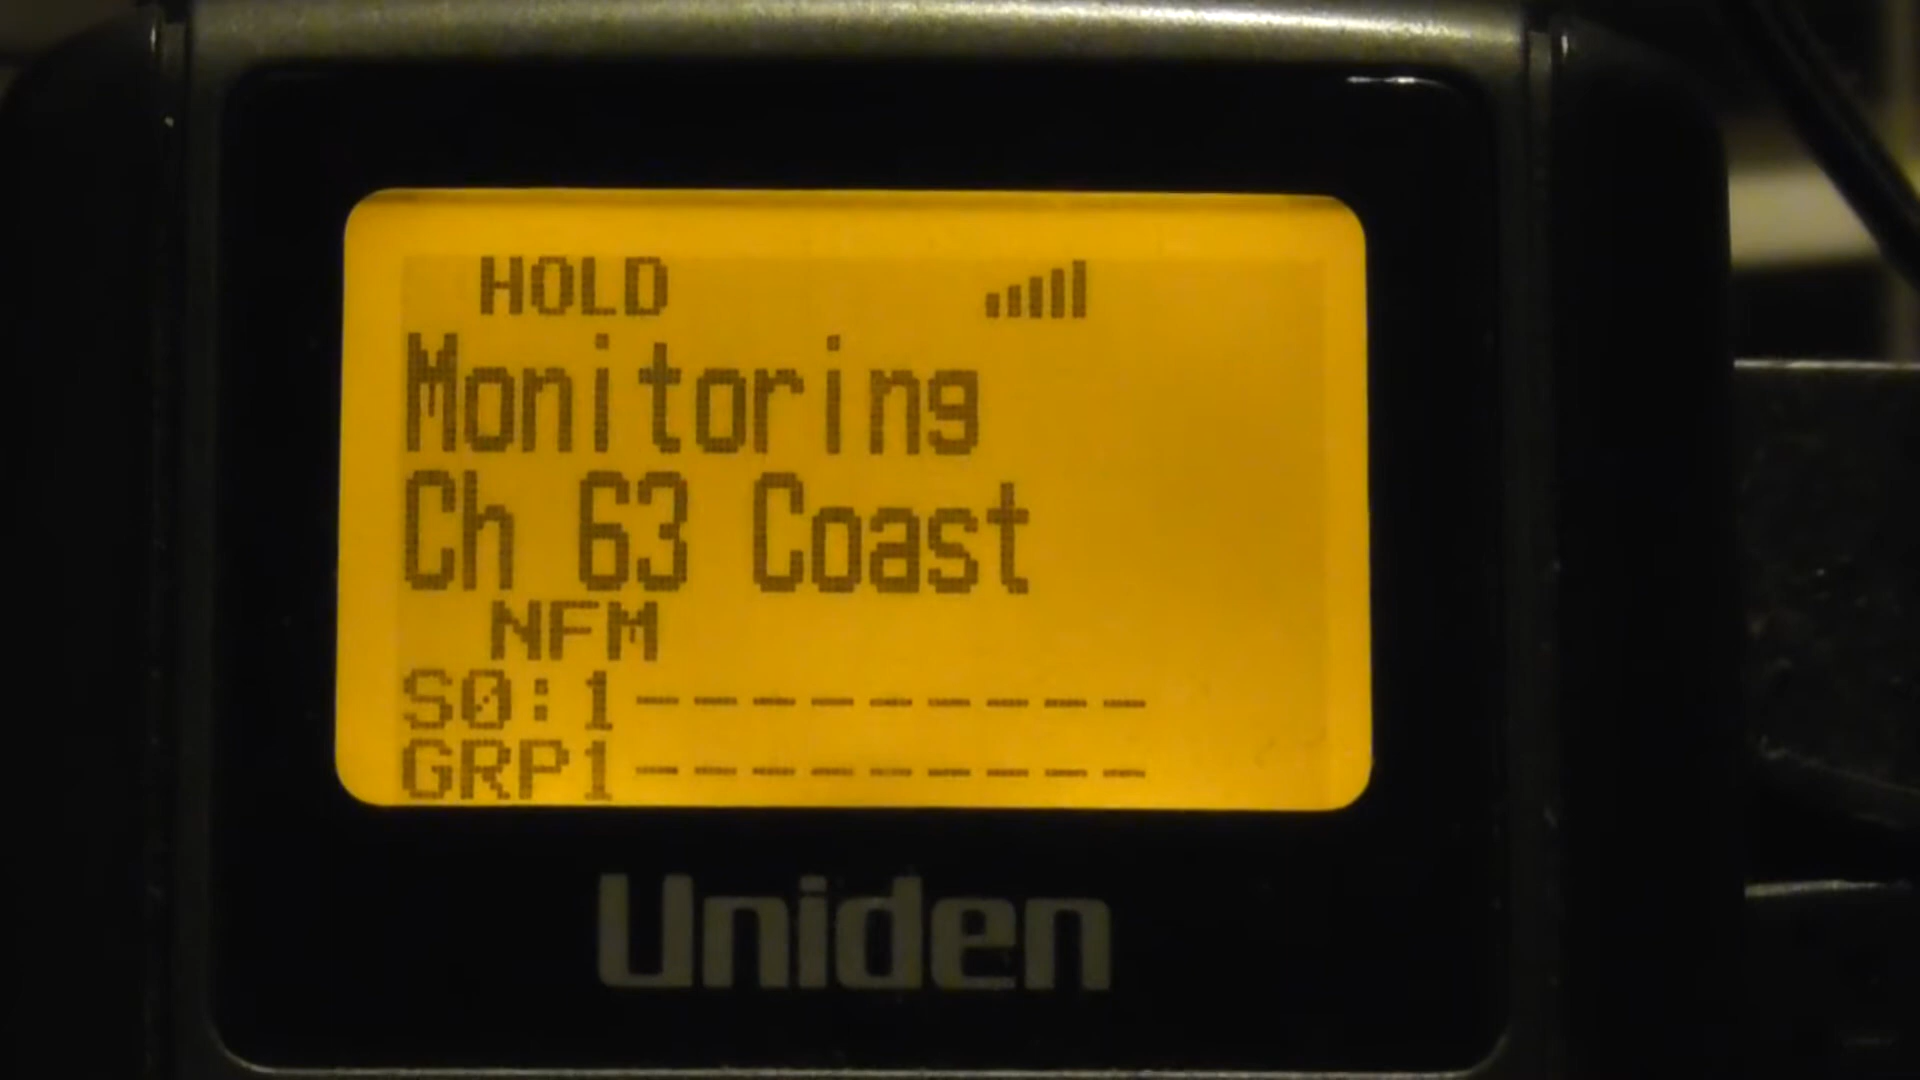 HOLD
Monitoring
Ch 63 Coast
NFM
S0:1---------
GRP1---------
Uniden